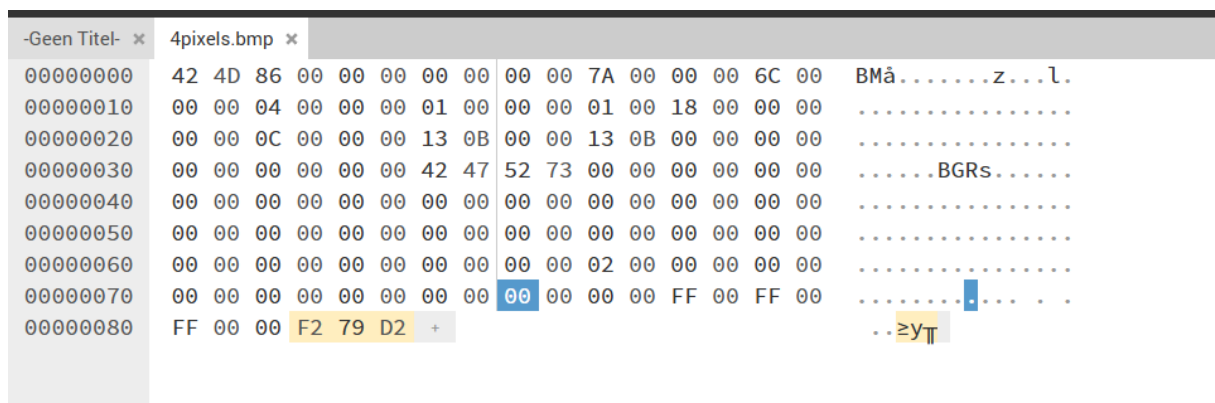 -Geen Titel- × 4pixels.bmp ×
00000000 42 4D 86 00 00 00 00 00 00 00 7A 00 00 00 6C 00 BMå.......z...l.
00000010 00 00 04 00 00 00 01 00 00 00 01 00 18 00 00 00 ................
00000020 00 00 0C 00 00 00 13 0B 00 00 13 0B 00 00 00 00 ................
00000030 00 00 00 00 00 00 42 47 52 73 00 00 00 00 00 00 ......BGRs......
00000040 00 00 00 00 00 00 00 00 00 00 00 00 00 00 00 00 ................
00000050 00 00 00 00 00 00 00 00 00 00 00 00 00 00 00 00 ................
00000060 00 00 00 00 00 00 00 00 00 00 02 00 00 00 00 00 ................
00000070 00 00 00 00 00 00 00 00 00 00 00 00 FF 00 FF 00 ............ . .
00000080 FF 00 00 F2 79 D2 + ..≥y╥